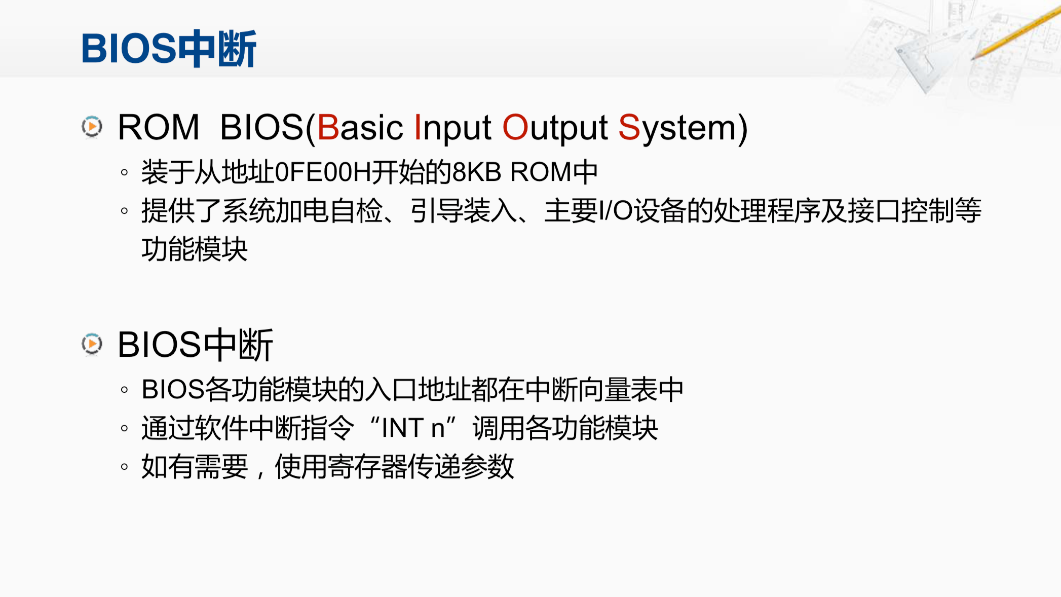 BIOS中断
ROM BIOS(Basic Input Output System)
装于从地址0FE00H开始的8KB ROM中
提供了系统加电自检、引导装入、主要I/O设备的处理程序及接口控制等
功能模块
BIOS中断
BIOS各功能模块的入口地址都在中断向量表中
通过软件中断指令“INT n”调用各功能模块
如有需要，使用寄存器传递参数